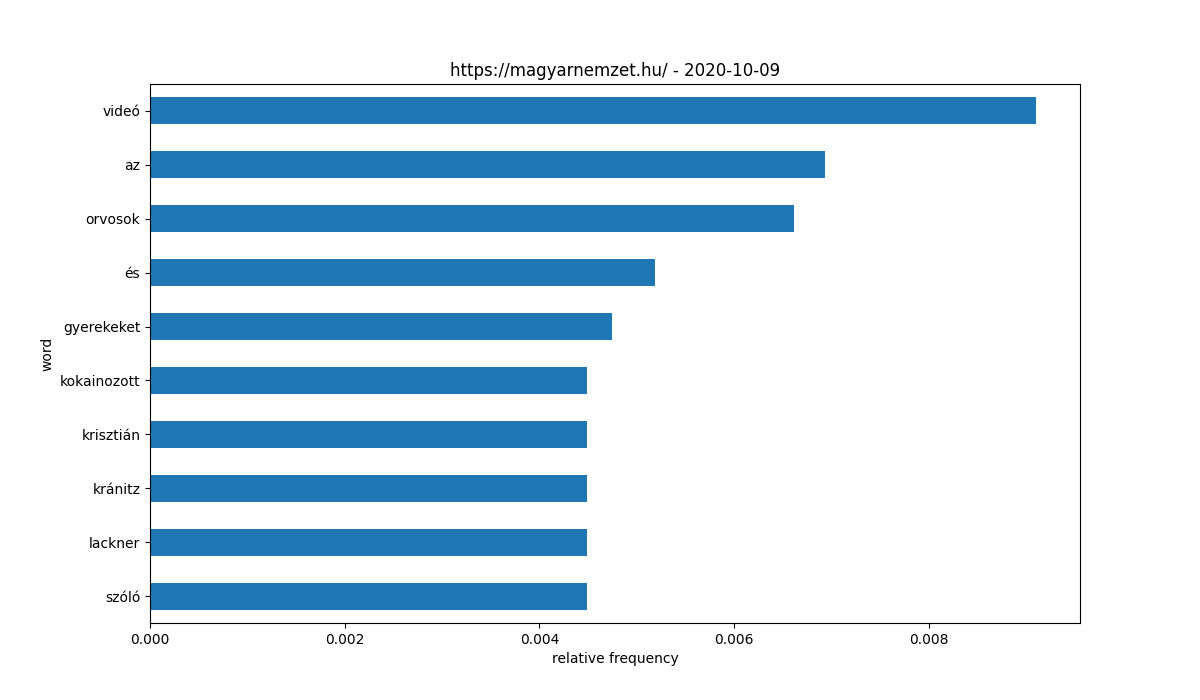 https://magyarnemzet.hu/ - 2020-10-09
videó
az
orvosok
és
gyerekeket
kokainozott
krisztián
kránitz
lackner
szóló
word
0.000 0.002 0.004 0.006 0.008
relative frequency